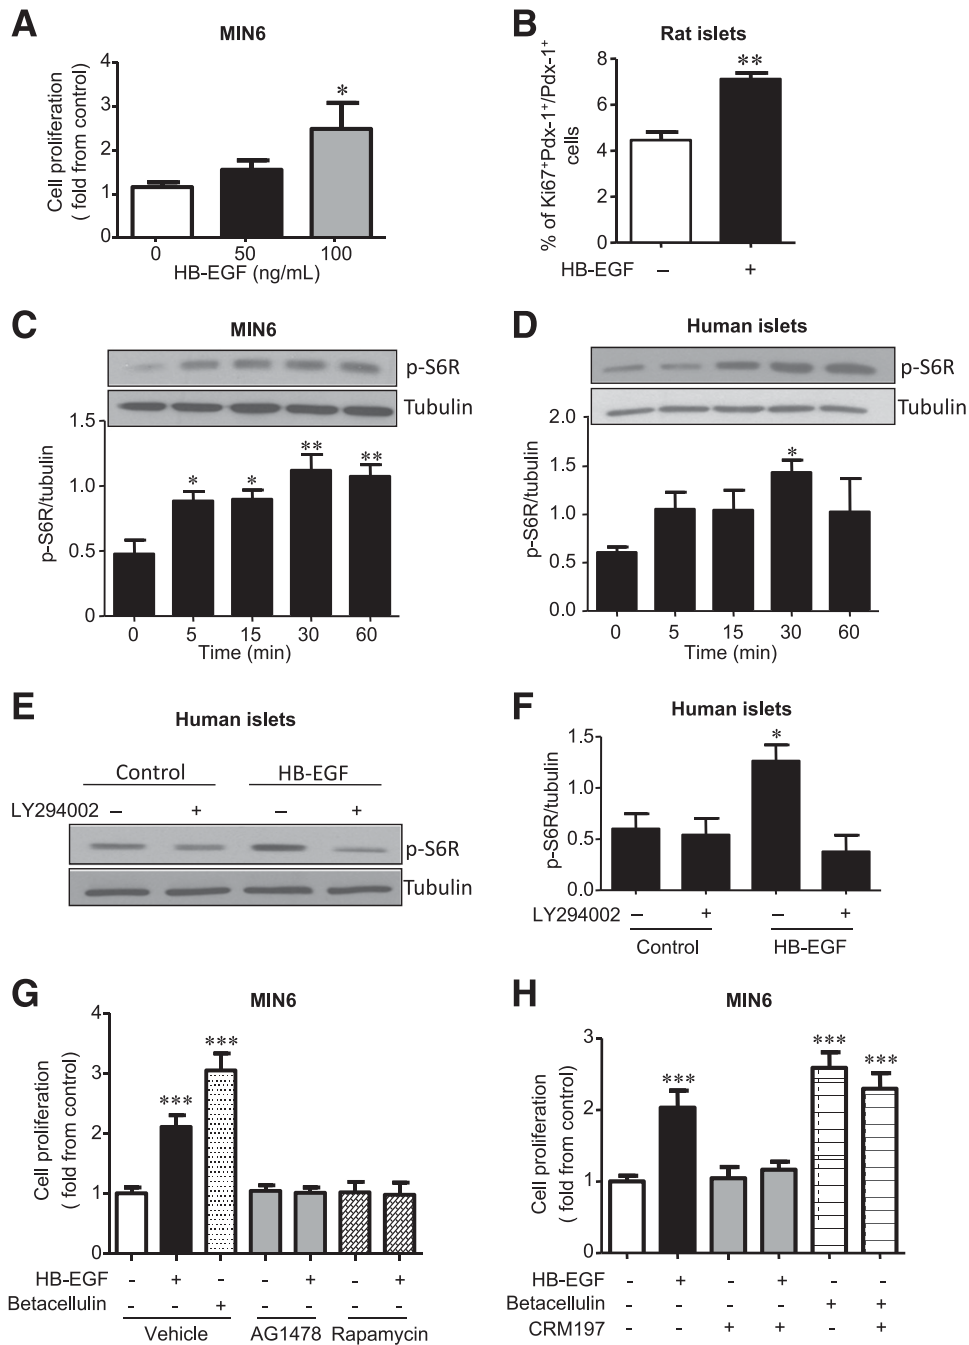 A
MIN6
Cell proliferation
( fold from control)
4
3
2
1
0
*
0 50 100
HB-EGF (ng/mL)
B
Rat islets
% of Ki67+Pdx-1+/Pdx-1+
cells
8
6
4
2
0
**
HB-EGF – +
C
MIN6
p-S6R
Tubulin
p-S6R/tubulin
1.5
1.0
0.5
0
* * ** **
0 5 15 30 60
Time (min)
D
Human islets
p-S6R
Tubulin
p-S6R/tubulin
2.0
1.5
1.0
0.5
0.0
*
0 5 15 30 60
Time (min)
E
Human islets
Control HB-EGF
LY294002 – + – +
p-S6R
Tubulin
F
Human islets
p-S6R/tubulin
1.5
1.0
0.5
0.0
*
LY294002 – + – +
Control HB-EGF
G
MIN6
Cell proliferation
( fold from control)
4
3
2
1
0
*** ***
HB-EGF - + - - + - +
Betacellulin - - + - - - -
Vehicle AG1478 Rapamycin
H
MIN6
Cell proliferation
( fold from control)
3
2
1
0
*** *** ***
HB-EGF - + - + - -
Betacellulin - - - - + +
CRM197 - - + + - +